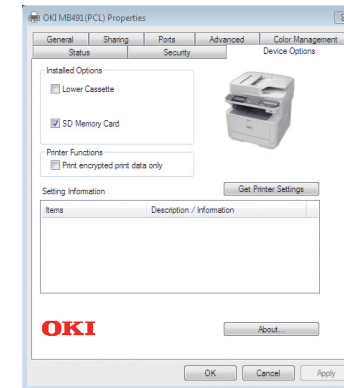 OKI MB491(PCL) Properties
General Sharing Ports Advanced Color Management
Status Security Device Options
Installed Options
Lower Cassette
SD Memory Card
Printer Functions
Print encrypted print data only
Setting Information Get Printer Settings
Items Description / Information
OKI About...
OK Cancel Apply